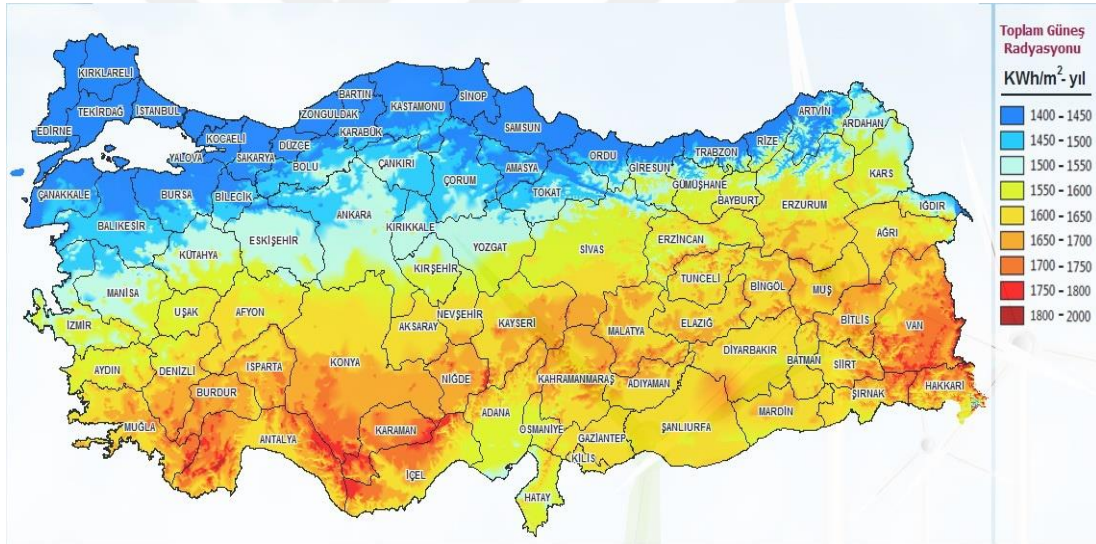 Toplam Güneş
Radyasyonu
KWh/m²- yıl
1400 - 1450
1450 - 1500
1500 - 1550
1550 - 1600
1600 - 1650
1650 - 1700
1700 - 1750
1750 - 1800
1800 - 2000
KIRKLARELİ
TEKİRDAĞ
İSTANBUL
EDİRNE
KOCAELİ
YALOVA
SAKARYA
DÜZCE
ZONGULDAK
BARTIN
KARABÜK
KASTAMONU
SİNOP
SAMSUN
BOLU
ÇANKIRI
ÇORUM
AMASYA
TOKAT
ORDU
GİRESUN
TRABZON
RİZE
ARTVİN
ARDAHAN
KARS
IĞDIR
GÜMÜŞHANE
BAYBURT
ERZURUM
AĞRI
ÇANAKKALE
BALIKESİR
BURSA
BİLECİK
KÜTAHYA
ESKİŞEHİR
ANKARA
KIRIKKALE
YOZGAT
SİVAS
ERZİNCAN
TUNCELİ
BİNGÖL
MUŞ
BİTLİS
VAN
MANİSA
İZMİR
UŞAK
AFYON
KIRŞEHİR
NEVŞEHİR
AKSARAY
KAYSERİ
MALATYA
ELAZIĞ
DİYARBAKIR
BATMAN
SİİRT
HAKKARİ
ŞIRNAK
AYDIN
DENİZLİ
ISPARTA
BURDUR
KONYA
NİĞDE
KAHRAMANMARAŞ
ADIYAMAN
MARDİN
ŞANLIURFA
MUĞLA
ANTALYA
KARAMAN
İÇEL
ADANA
OSMANİYE
GAZİANTEP
KİLİS
HATAY